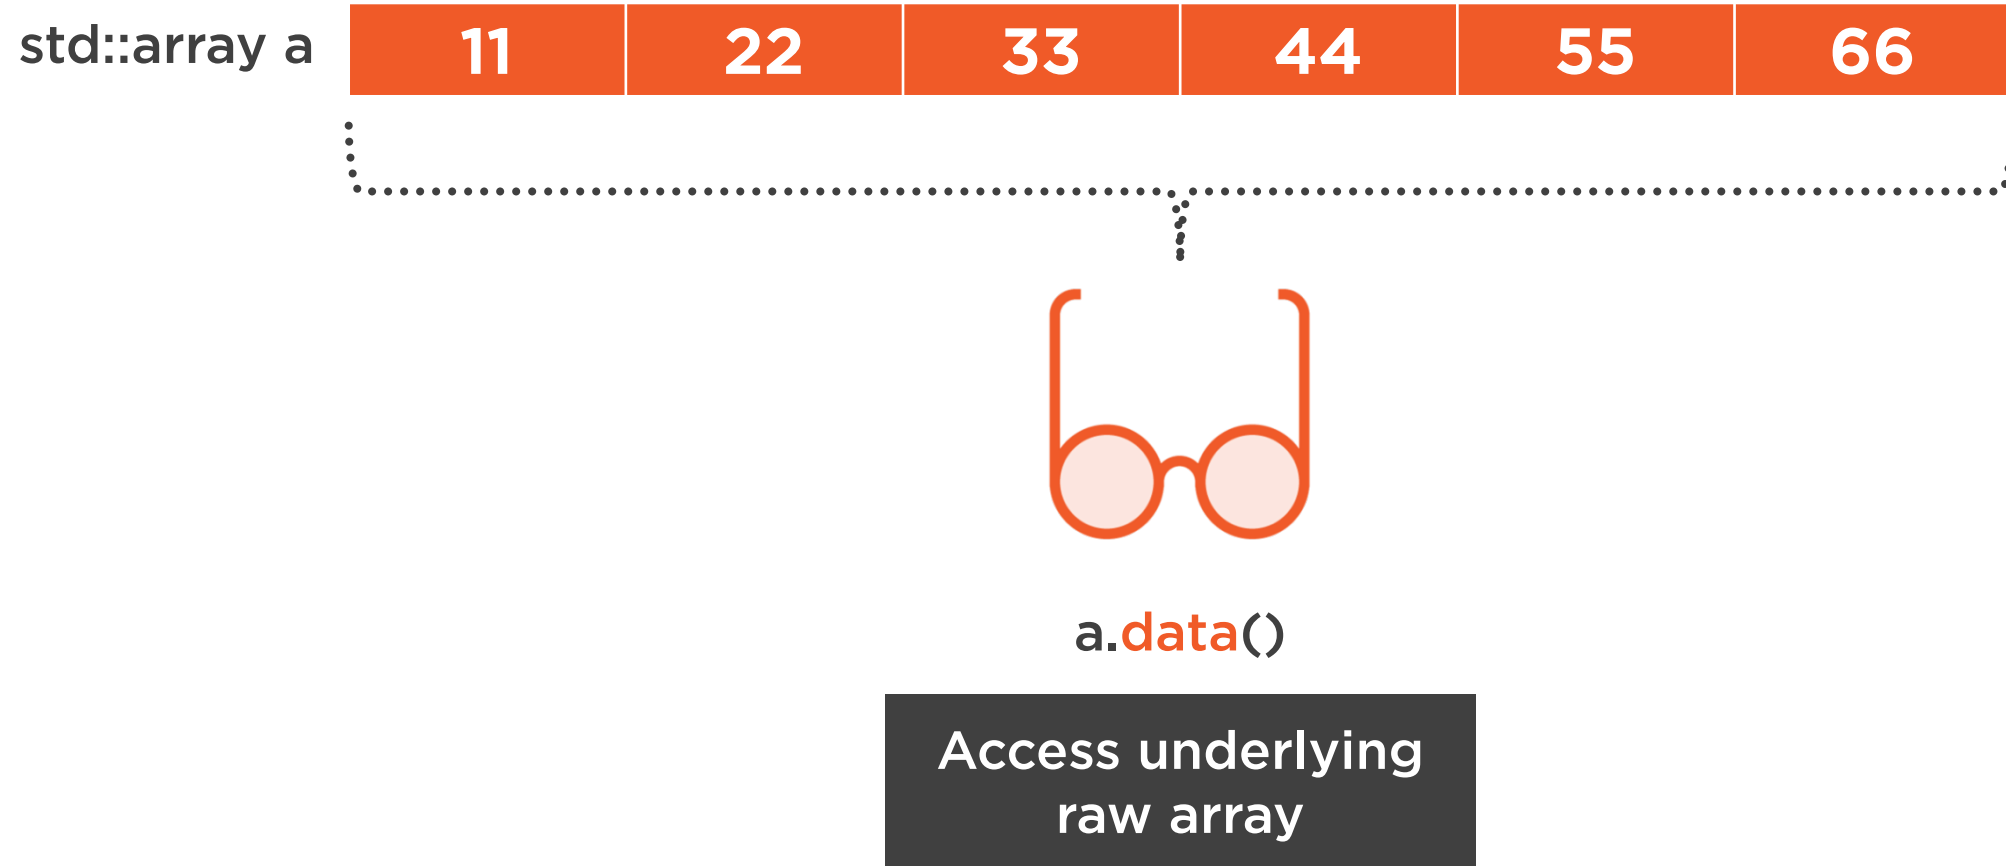 std::array a 11 22 33 44 55 66
a.data()
Access underlying
raw array